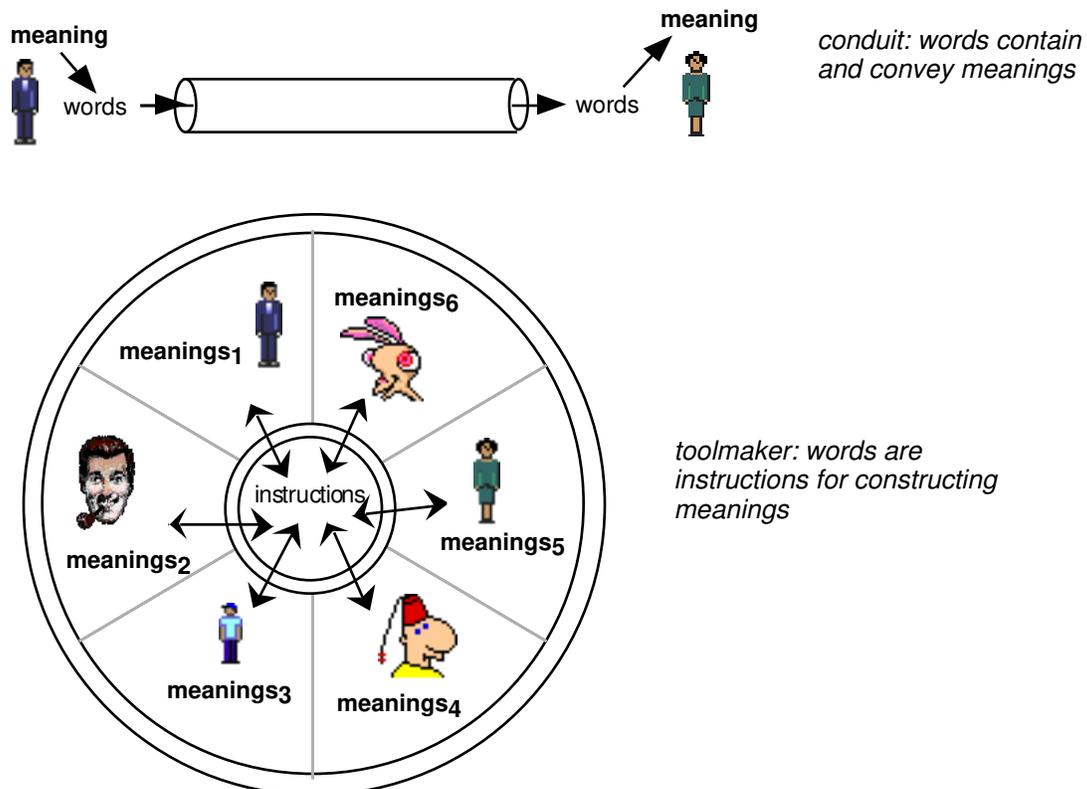 meaning
words
words
meaning
conduit: words contain
and convey meanings
meanings1
meanings6
instructions
meanings2
meanings5
meanings3
meanings4
toolmaker: words are
instructions for constructing
meanings